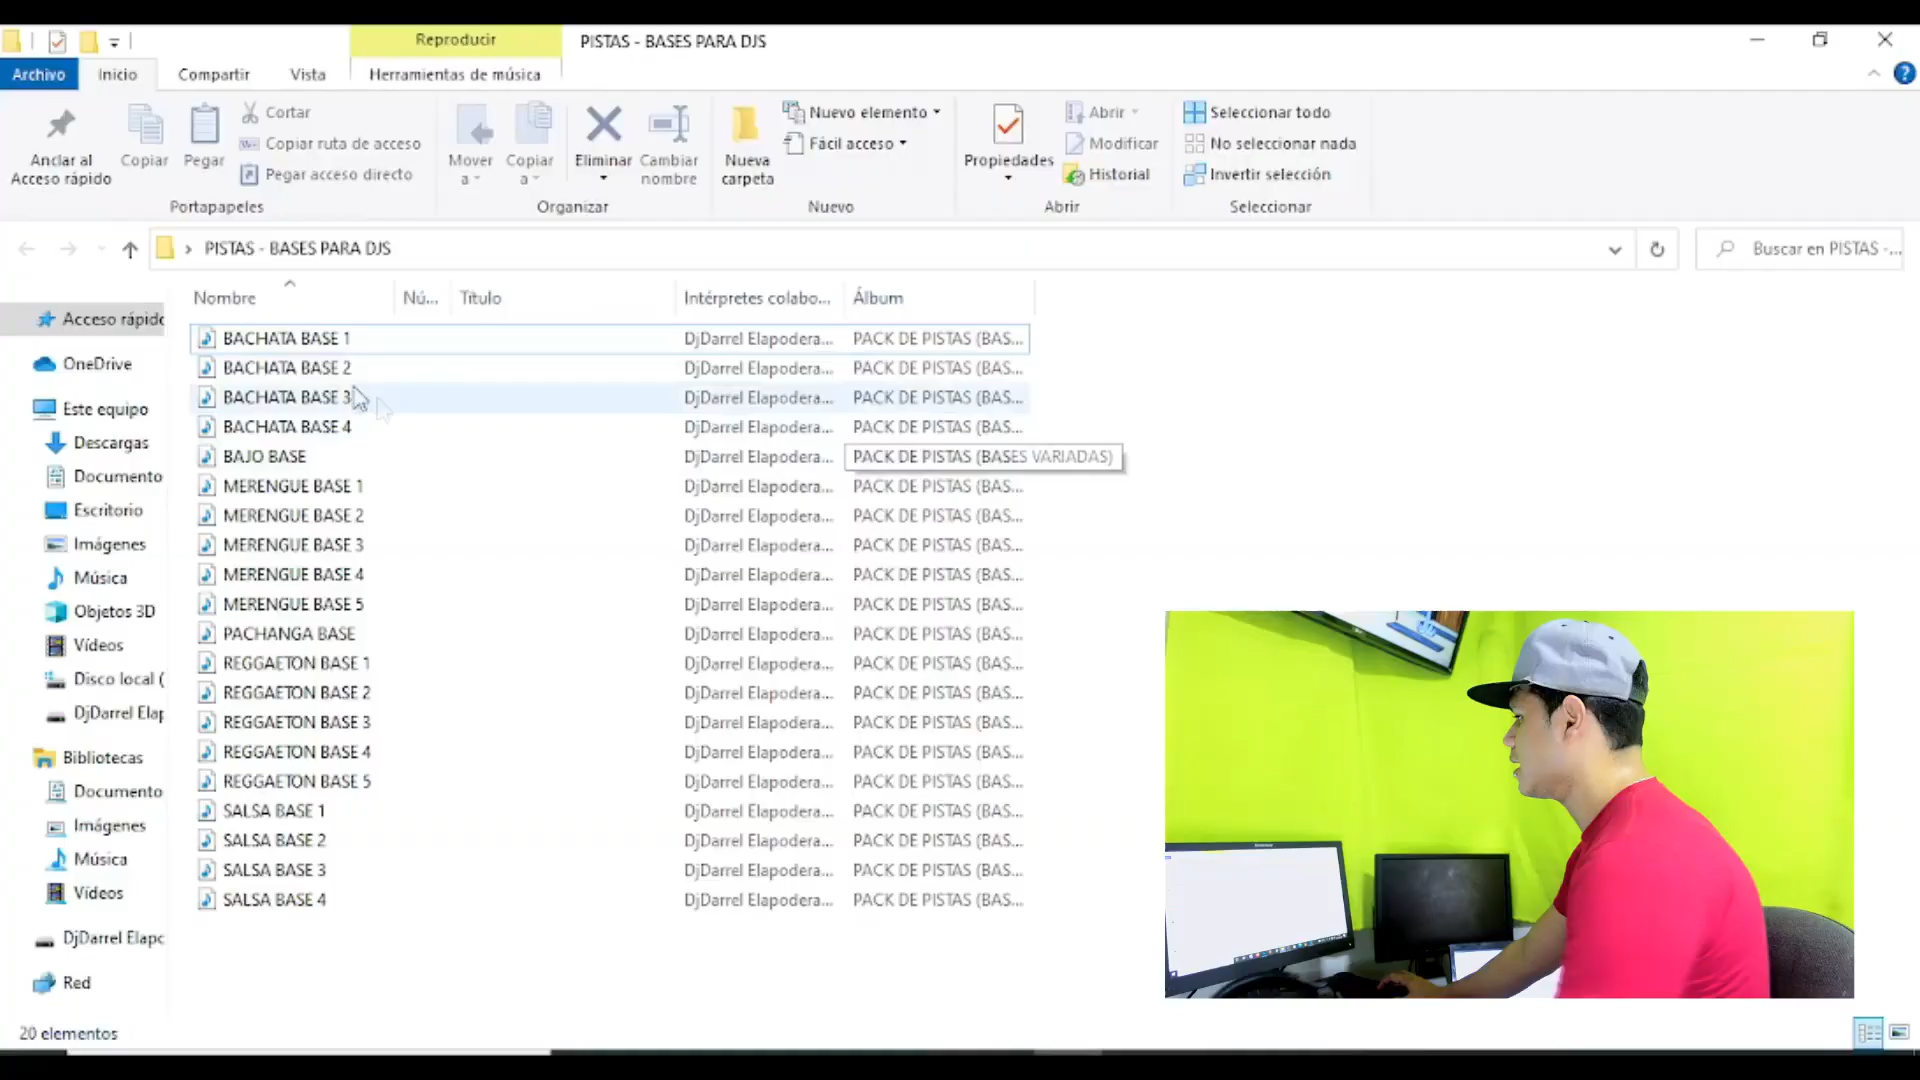 Reproducir
PISTAS - BASES PARA DJS
Archivo
Inicio
Compartir
Vista
Herramientas de música
Anclar al
Acceso rápido
Copiar
Pegar
Cortar
Copiar ruta de acceso
Pegar acceso directo
Portapapeles
Mover
a
Copiar
a
Eliminar
Cambiar
nombre
Organizar
Nueva
carpeta
Nuevo elemento
Fácil acceso
Nuevo
Propiedades
Abrir
Modificar
Historial
Abrir
Seleccionar todo
No seleccionar nada
Invertir selección
Seleccionar
PISTAS - BASES PARA DJS
Buscar en PISTAS -...
Nombre Nú... Título Intérpretes colabo... Álbum
Acceso rápido
OneDrive
Este equipo
Descargas
Documento
Escritorio
Imágenes
Música
Objetos 3D
Vídeos
Disco local (
DjDarrel Elap
Bibliotecas
Documento
Imágenes
Música
Vídeos
DjDarrel Elapo
Red
BACHATA BASE 1 DjDarrel Elapodera... PACK DE PISTAS (BAS...
BACHATA BASE 2 DjDarrel Elapodera... PACK DE PISTAS (BAS...
BACHATA BASE 3 DjDarrel Elapodera... PACK DE PISTAS (BAS...
BACHATA BASE 4 DjDarrel Elapodera... PACK DE PISTAS (BAS...
BAJO BASE DjDarrel Elapodera... PACK DE PISTAS (BASES VARIADAS)
MERENGUE BASE 1 DjDarrel Elapodera... PACK DE PISTAS (BAS...
MERENGUE BASE 2 DjDarrel Elapodera... PACK DE PISTAS (BAS...
MERENGUE BASE 3 DjDarrel Elapodera... PACK DE PISTAS (BAS...
MERENGUE BASE 4 DjDarrel Elapodera... PACK DE PISTAS (BAS...
MERENGUE BASE 5 DjDarrel Elapodera... PACK DE PISTAS (BAS...
PACHANGA BASE DjDarrel Elapodera... PACK DE PISTAS (BAS...
REGGAETON BASE 1 DjDarrel Elapodera... PACK DE PISTAS (BAS...
REGGAETON BASE 2 DjDarrel Elapodera... PACK DE PISTAS (BAS...
REGGAETON BASE 3 DjDarrel Elapodera... PACK DE PISTAS (BAS...
REGGAETON BASE 4 DjDarrel Elapodera... PACK DE PISTAS (BAS...
REGGAETON BASE 5 DjDarrel Elapodera... PACK DE PISTAS (BAS...
SALSA BASE 1 DjDarrel Elapodera... PACK DE PISTAS (BAS...
SALSA BASE 2 DjDarrel Elapodera... PACK DE PISTAS (BAS...
SALSA BASE 3 DjDarrel Elapodera... PACK DE PISTAS (BAS...
SALSA BASE 4 DjDarrel Elapodera... PACK DE PISTAS (BAS...
20 elementos